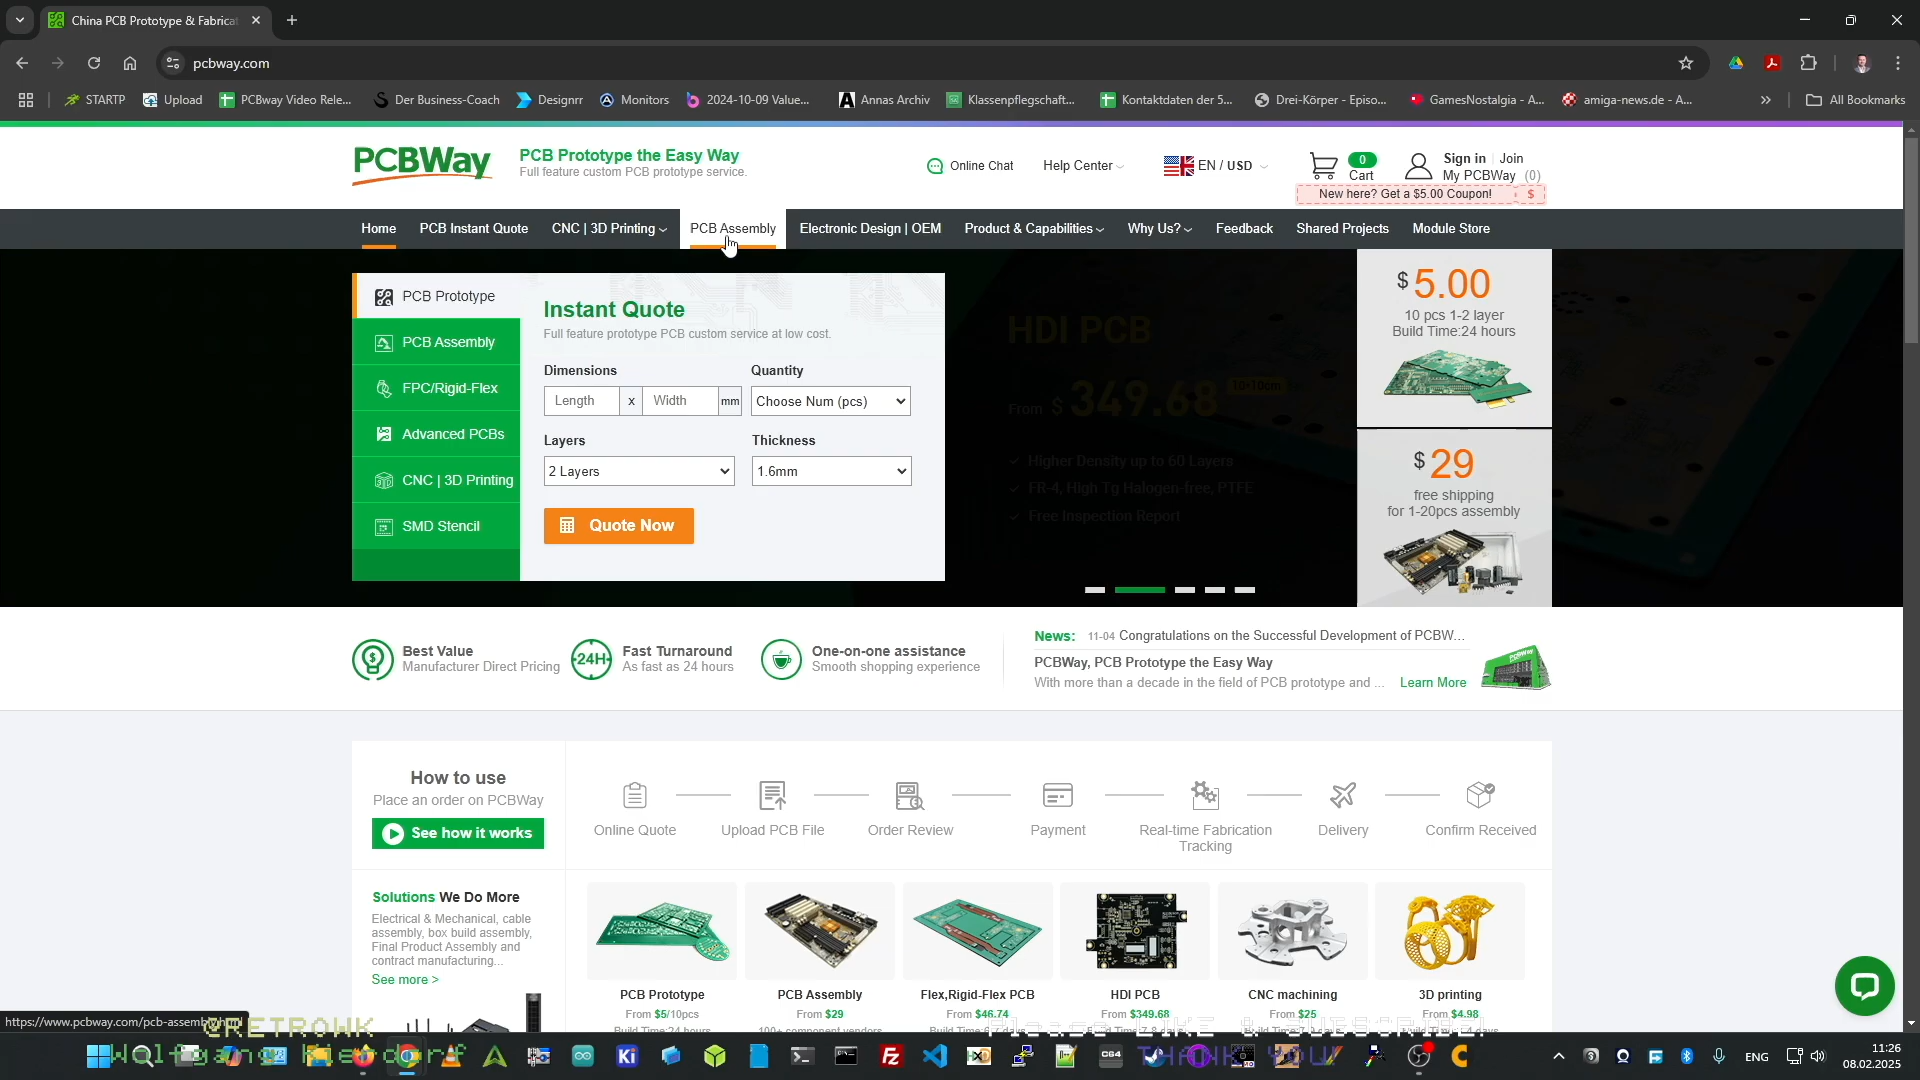 China PCB Prototype & Fabrica
pcbway.com
STARTP
Upload
PCBway Video Rele...
Der Business-Coach
Designrr
Monitors
2024-10-09 Value...
Annas Archiv
Klassenpflegschaft...
Kontaktdaten der 5...
Drei-Körper - Episo...
GamesNostalgia - A...
amiga-news.de - A...
All Bookmarks
PCBWay
PCB Prototype the Easy Way
Full feature custom PCB prototype service.
Online Chat
Help Center
EN / USD
0
Cart
Sign in
Join
My PCBWay (0)
New here? Get a $5.00 Coupon!
$
Home
PCB Instant Quote
CNC | 3D Printing
PCB Assembly
Electronic Design | OEM
Product & Capabilities
Why Us?
Feedback
Shared Projects
Module Store
PCB Prototype
PCB Assembly
FPC/Rigid-Flex
Advanced PCBs
CNC | 3D Printing
SMD Stencil
Instant Quote
Full feature prototype PCB custom service at low cost.
Dimensions
Quantity
Length
x
Width
mm
Choose Num (pcs)
Layers
Thickness
2 Layers
1.6mm
Quote Now
HDI PCB
From $ 349.68 10*10cm
Higher Density up to 60 Layers
FR-4, High Tg Halogen-free, PTFE
Free Inspection Report
$5.00
10 pcs 1-2 layer
Build Time:24 hours
$29
free shipping
for 1-20pcs assembly
Best Value
Manufacturer Direct Pricing
24H
Fast Turnaround
As fast as 24 hours
One-on-one assistance
Smooth shopping experience
News: 11-04 Congratulations on the Successful Development of PCBW...
PCBWay, PCB Prototype the Easy Way
With more than a decade in the field of PCB prototype and ... Learn More
How to use
Place an order on PCBWay
See how it works
Online Quote
Upload PCB File
Order Review
Payment
Real-time Fabrication
Tracking
Delivery
Confirm Received
Solutions We Do More
Electrical & Mechanical, cable
assembly, box build assembly,
Final Product Assembly and
contract manufacturing...
See more >
PCB Prototype
From $5/10pcs
Build Time:24 hours
PCB Assembly
From $29
100+ component vendors
Flex,Rigid-Flex PCB
From $46.74
HDI PCB
From $349.68
CNC machining
From $25
3D printing
From $4.98
https://www.pcbway.com/pcb-assembly.html
@RETROWK
Wolfgang Kierdorf
Please LIKE & SUBSCRIBE!
THANK YOU
ENG
11:26
08.02.2025